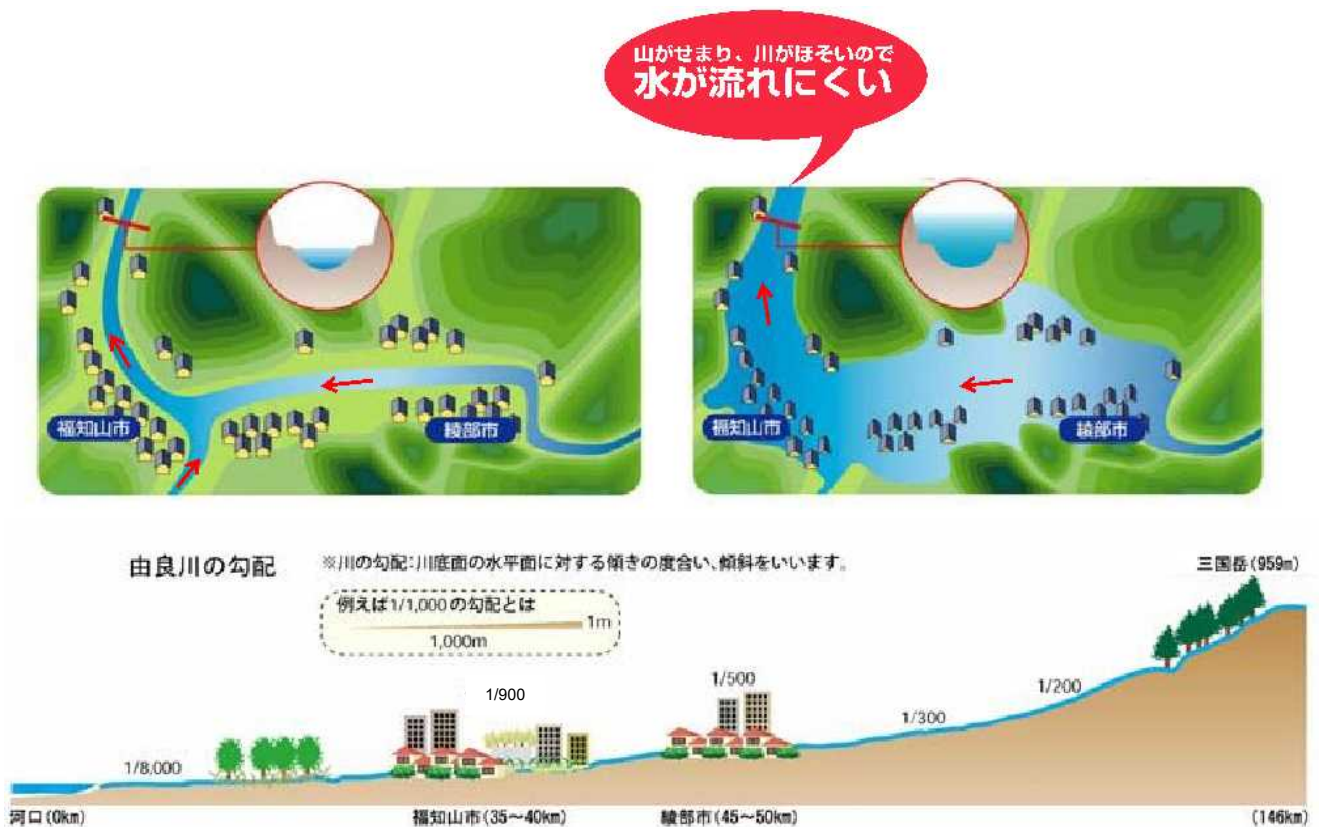 山がせまり、川がほそいので
水が流れにくい
福知山市
綾部市
福知山市
綾部市
由良川の勾配
※川の勾配:川底面の水平面に対する傾きの度合い、傾斜をいいます。
三国岳(959m)
例えば1/1,000の勾配とは
1m
1,000m
1/900
1/500
1/200
1/300
1/8,000
河口(0km)
福知山市(35～40km)
綾部市(45～50km)
(146km)